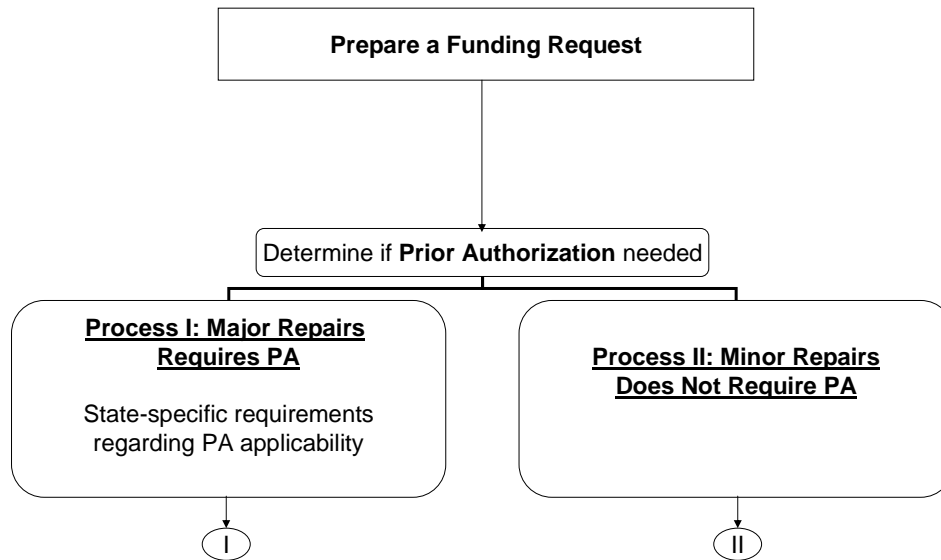 Prepare a Funding Request
Determine if Prior Authorization needed
Process I: Major Repairs
Requires PA
State-specific requirements
regarding PA applicability
Process II: Minor Repairs
Does Not Require PA
I
II